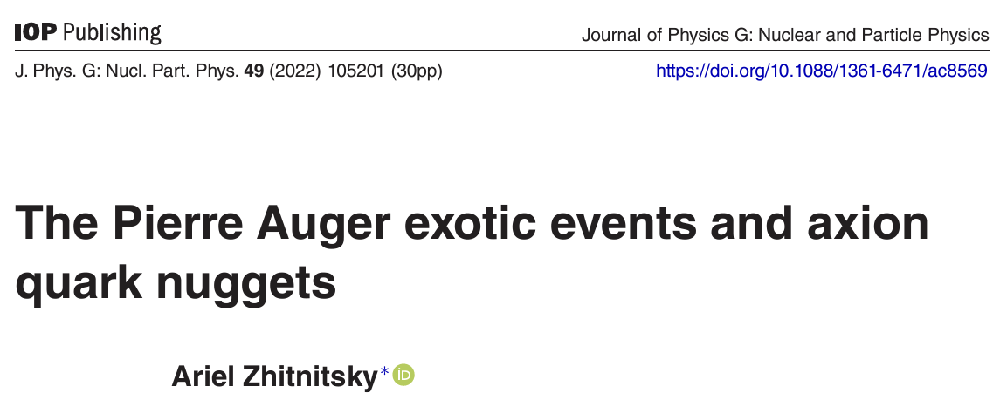 IOP Publishing
Journal of Physics G: Nuclear and Particle Physics
J. Phys. G: Nucl. Part. Phys. 49 (2022) 105201 (30pp)
https://doi.org/10.1088/1361-6471/ac8569
The Pierre Auger exotic events and axion
quark nuggets
Ariel Zhitnitsky* iD